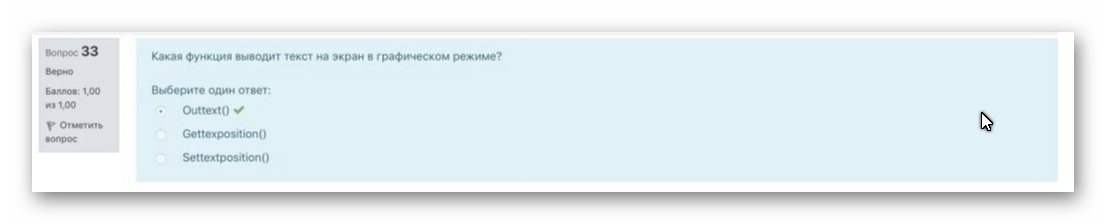 Вопрос 33
Верно
Баллов: 1,00
из 1,00
Отметить
вопрос
Какая функция выводит текст на экран в графическом режиме?
Выберите один ответ:
Outtext()
Gettexposition()
Settextposition()